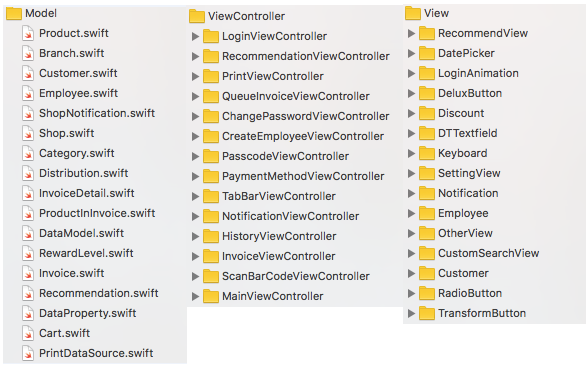 Model
Product.swift
Branch.swift
Customer.swift
Employee.swift
ShopNotification.swift
Shop.swift
Category.swift
Distribution.swift
InvoiceDetail.swift
ProductInInvoice.swift
DataModel.swift
RewardLevel.swift
Invoice.swift
Recommendation.swift
DataProperty.swift
Cart.swift
PrintDataSource.swift
ViewController
LoginViewController
RecommendationViewController
PrintViewController
QueueInvoiceViewController
ChangePasswordViewController
CreateEmployeeViewController
PasscodeViewController
PaymentMethodViewController
TabBarViewController
NotificationViewController
HistoryViewController
InvoiceViewController
ScanBarCodeViewController
MainViewController
View
RecommendView
DatePicker
LoginAnimation
DeluxButton
Discount
DTTextfield
Keyboard
SettingView
Notification
Employee
OtherView
CustomSearchView
Customer
RadioButton
TransformButton